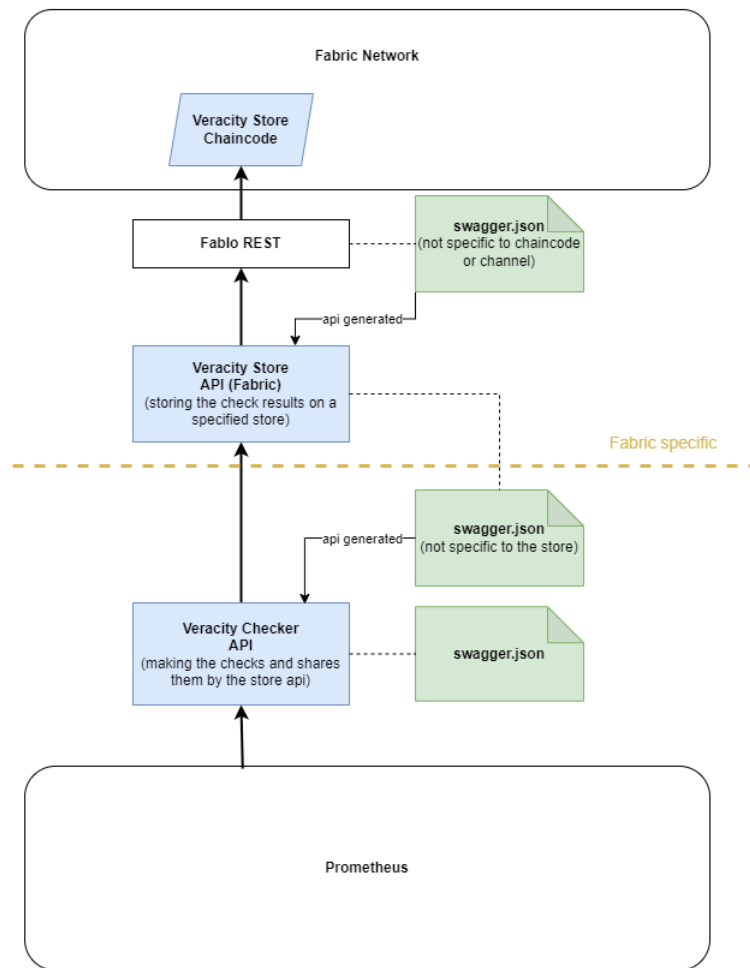 Fabric Network
Veracity Store
Chaincode
Fablo REST
swagger.json
(not specific to chaincode
or channel)
api generated
Veracity Store
API (Fabric)
(storing the check results on a
specified store)
Fabric specific
swagger.json
(not specific to the store)
api generated
Veracity Checker
API
(making the checks and shares
them by the store api)
swagger.json
Prometheus